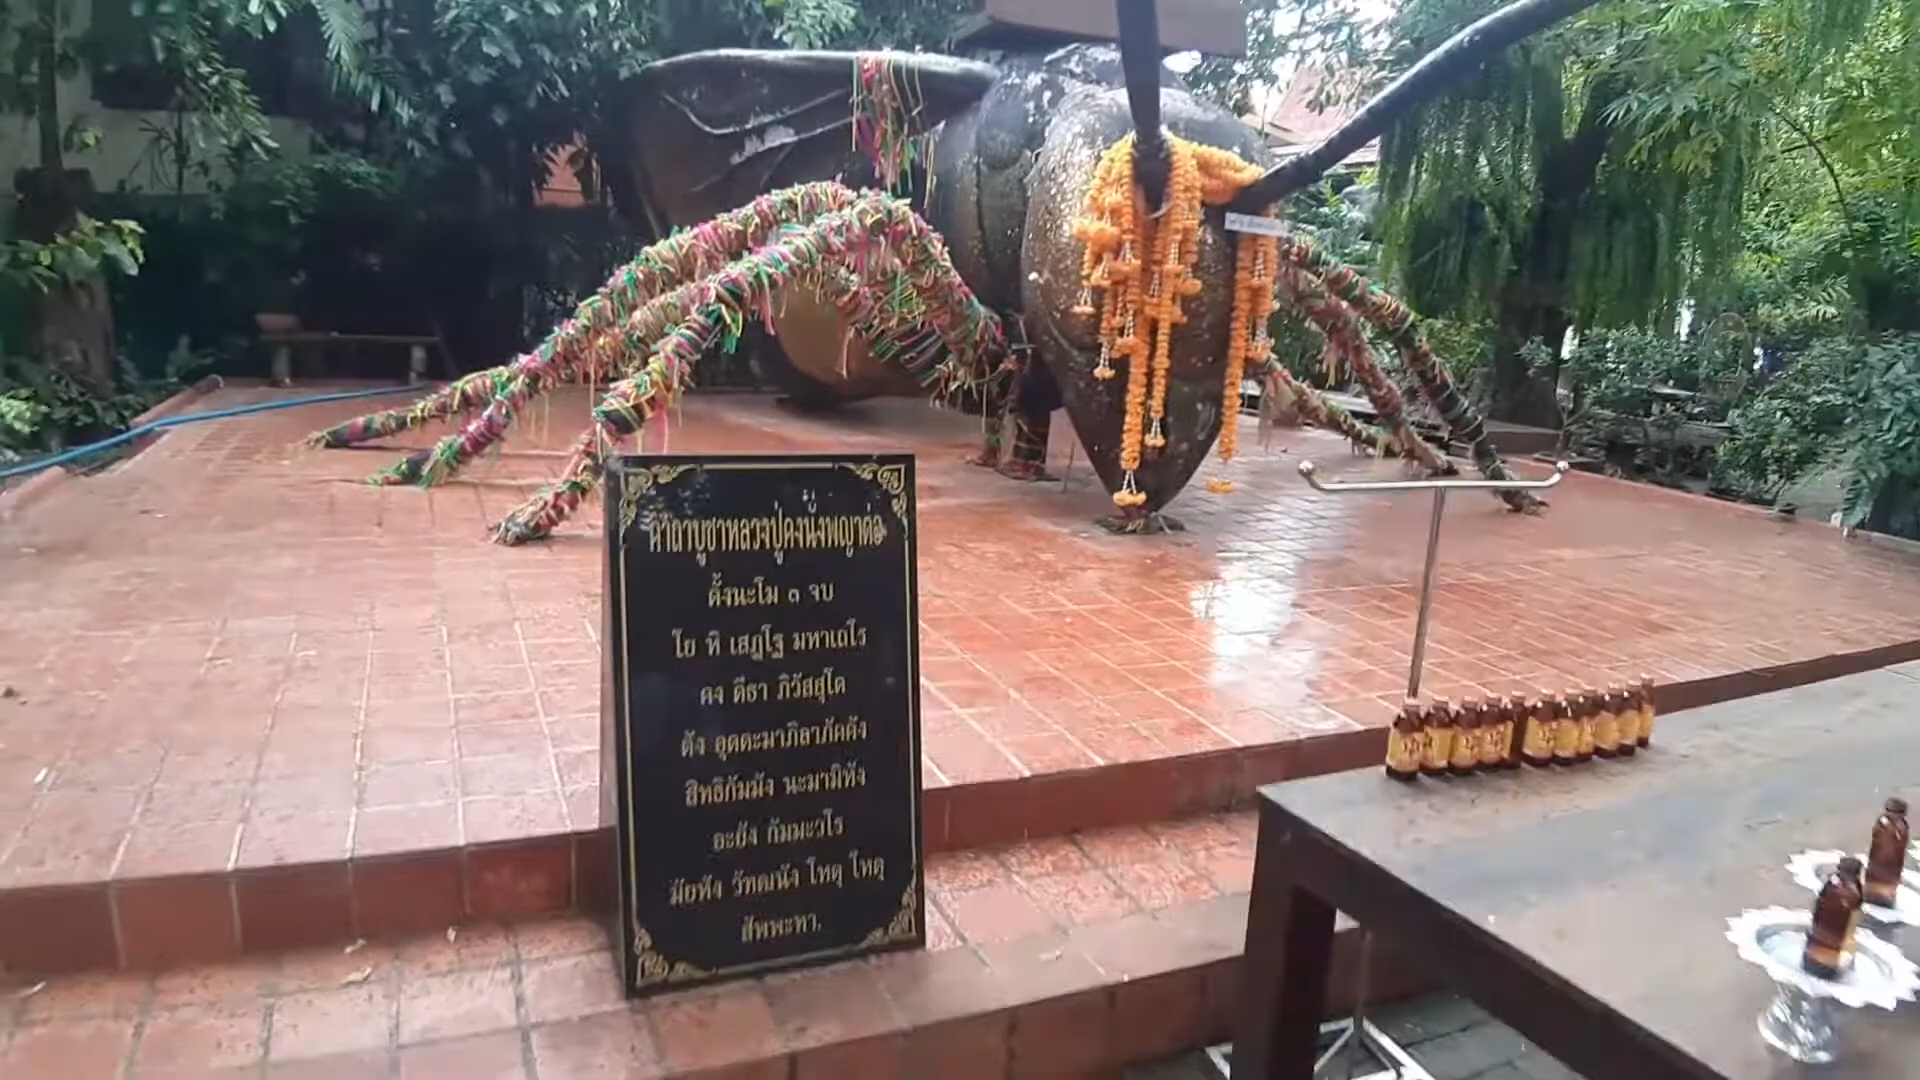 คาถาบูชาหลวงปู่คงนั่งพญาต่อ
ตั้งนะโม ๑ จบ
โย ทิ เสฏโฐ มหาเถโร
คง คีธา ภิวัสสุโต
ตัง อุตตะมาภิลาภัคคัง
สิทธิกัมมัง นะมามิหัง
อะยัง กัมมะวโร
มัยหัง วัฑฒนัง โหตุ โหตุ
สัพพะทา.